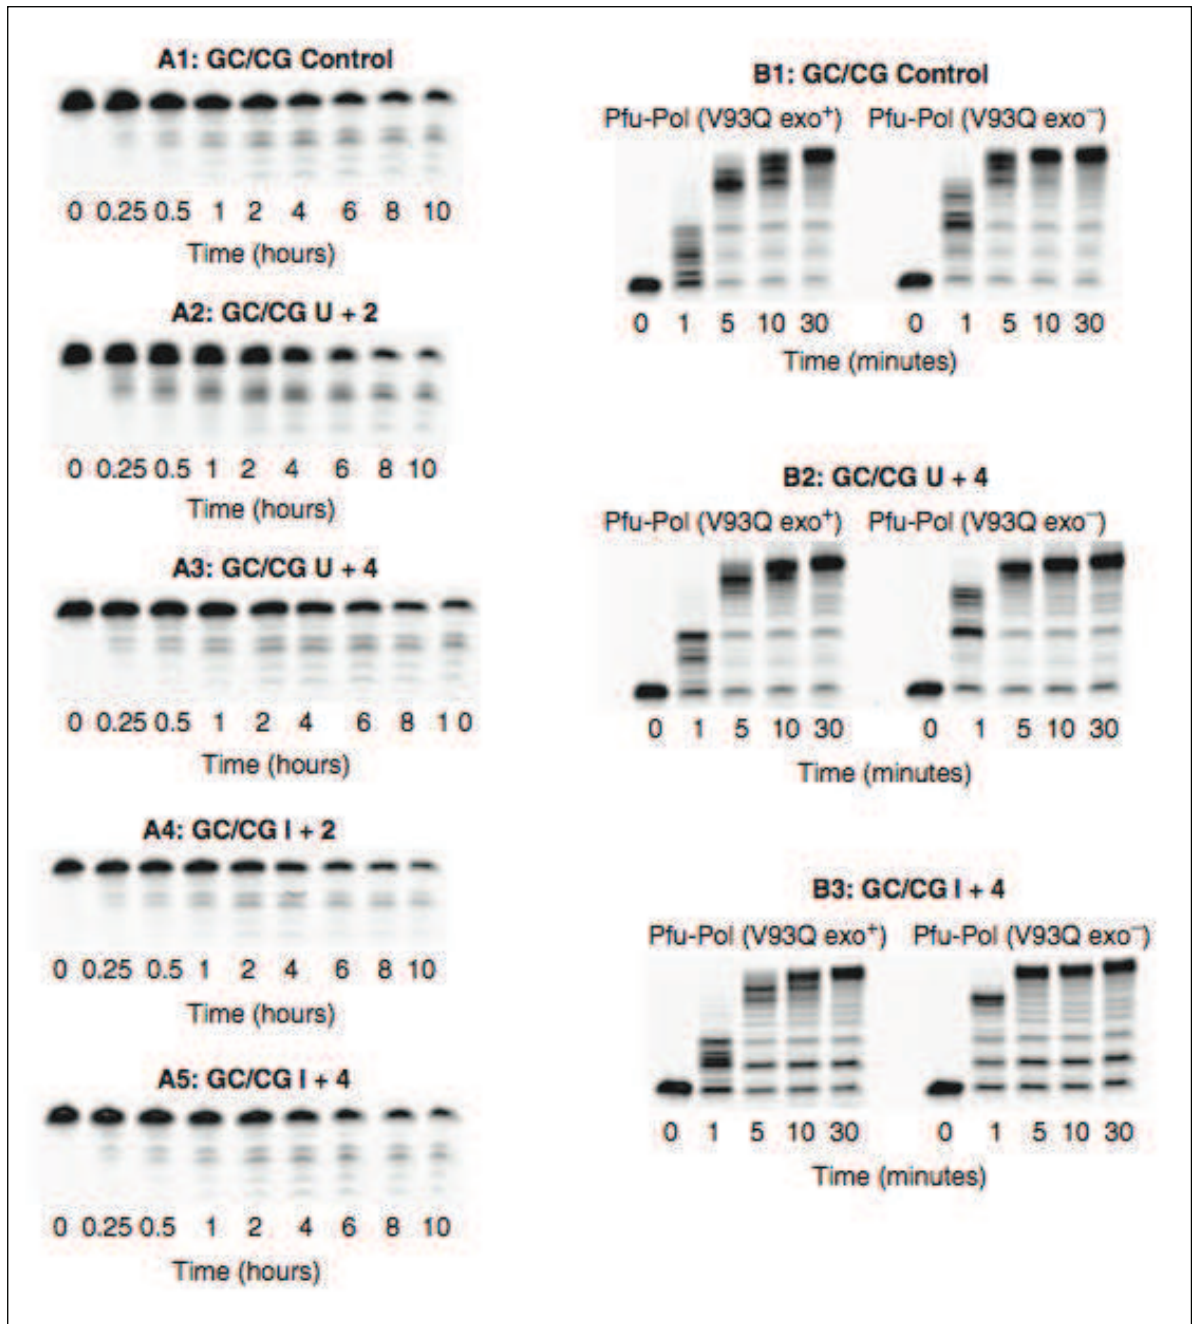 A1: GC/CG Control
0 0.25 0.5 1 2 4 6 8 10
Time (hours)
A2: GC/CG U + 2
0 0.25 0.5 1 2 4 6 8 10
Time (hours)
A3: GC/CG U + 4
0 0.25 0.5 1 2 4 6 8 1 0
Time (hours)
A4: GC/CG I + 2
0 0.25 0.5 1 2 4 6 8 10
Time (hours)
A5: GC/CG I + 4
0 0.25 0.5 1 2 4 6 8 10
Time (hours)
B1: GC/CG Control
Pfu-Pol (V93Q exo⁺) Pfu-Pol (V93Q exo⁻)
0 1 5 10 30 0 1 5 10 30
Time (minutes)
B2: GC/CG U + 4
Pfu-Pol (V93Q exo⁺) Pfu-Pol (V93Q exo⁻)
0 1 5 10 30 0 1 5 10 30
Time (minutes)
B3: GC/CG I + 4
Pfu-Pol (V93Q exo⁺) Pfu-Pol (V93Q exo⁻)
0 1 5 10 30 0 1 5 10 30
Time (minutes)